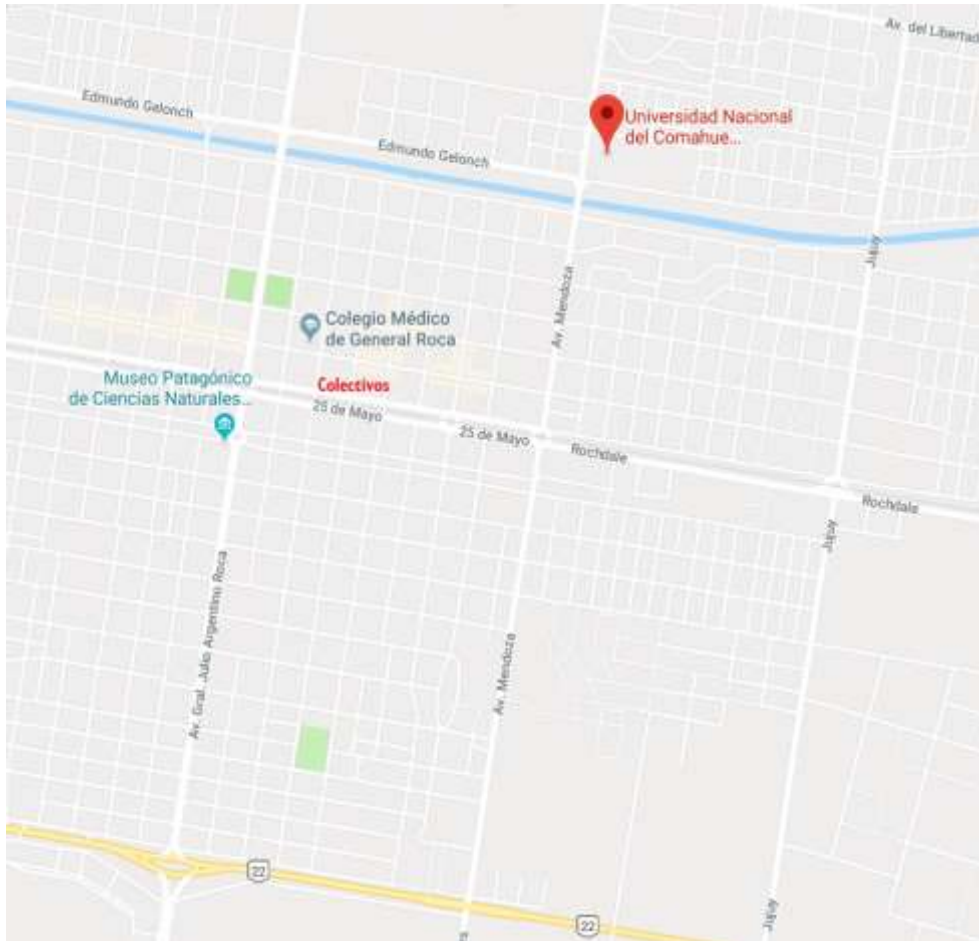 Av. del Libertad
Edmundo Gelonch
Edmundo Gelonch
Universidad Nacional
del Comahue...
Jujuy
Av. Mendoza
Colegio Médico
de General Roca
Museo Patagónico
de Ciencias Naturales...
Colectivos
25 de Mayo
25 de Mayo
Rochdale
Rochdale
Jujuy
Av. Gral. Julio Argentino Roca
Av. Mendoza
22
22
Jujuy